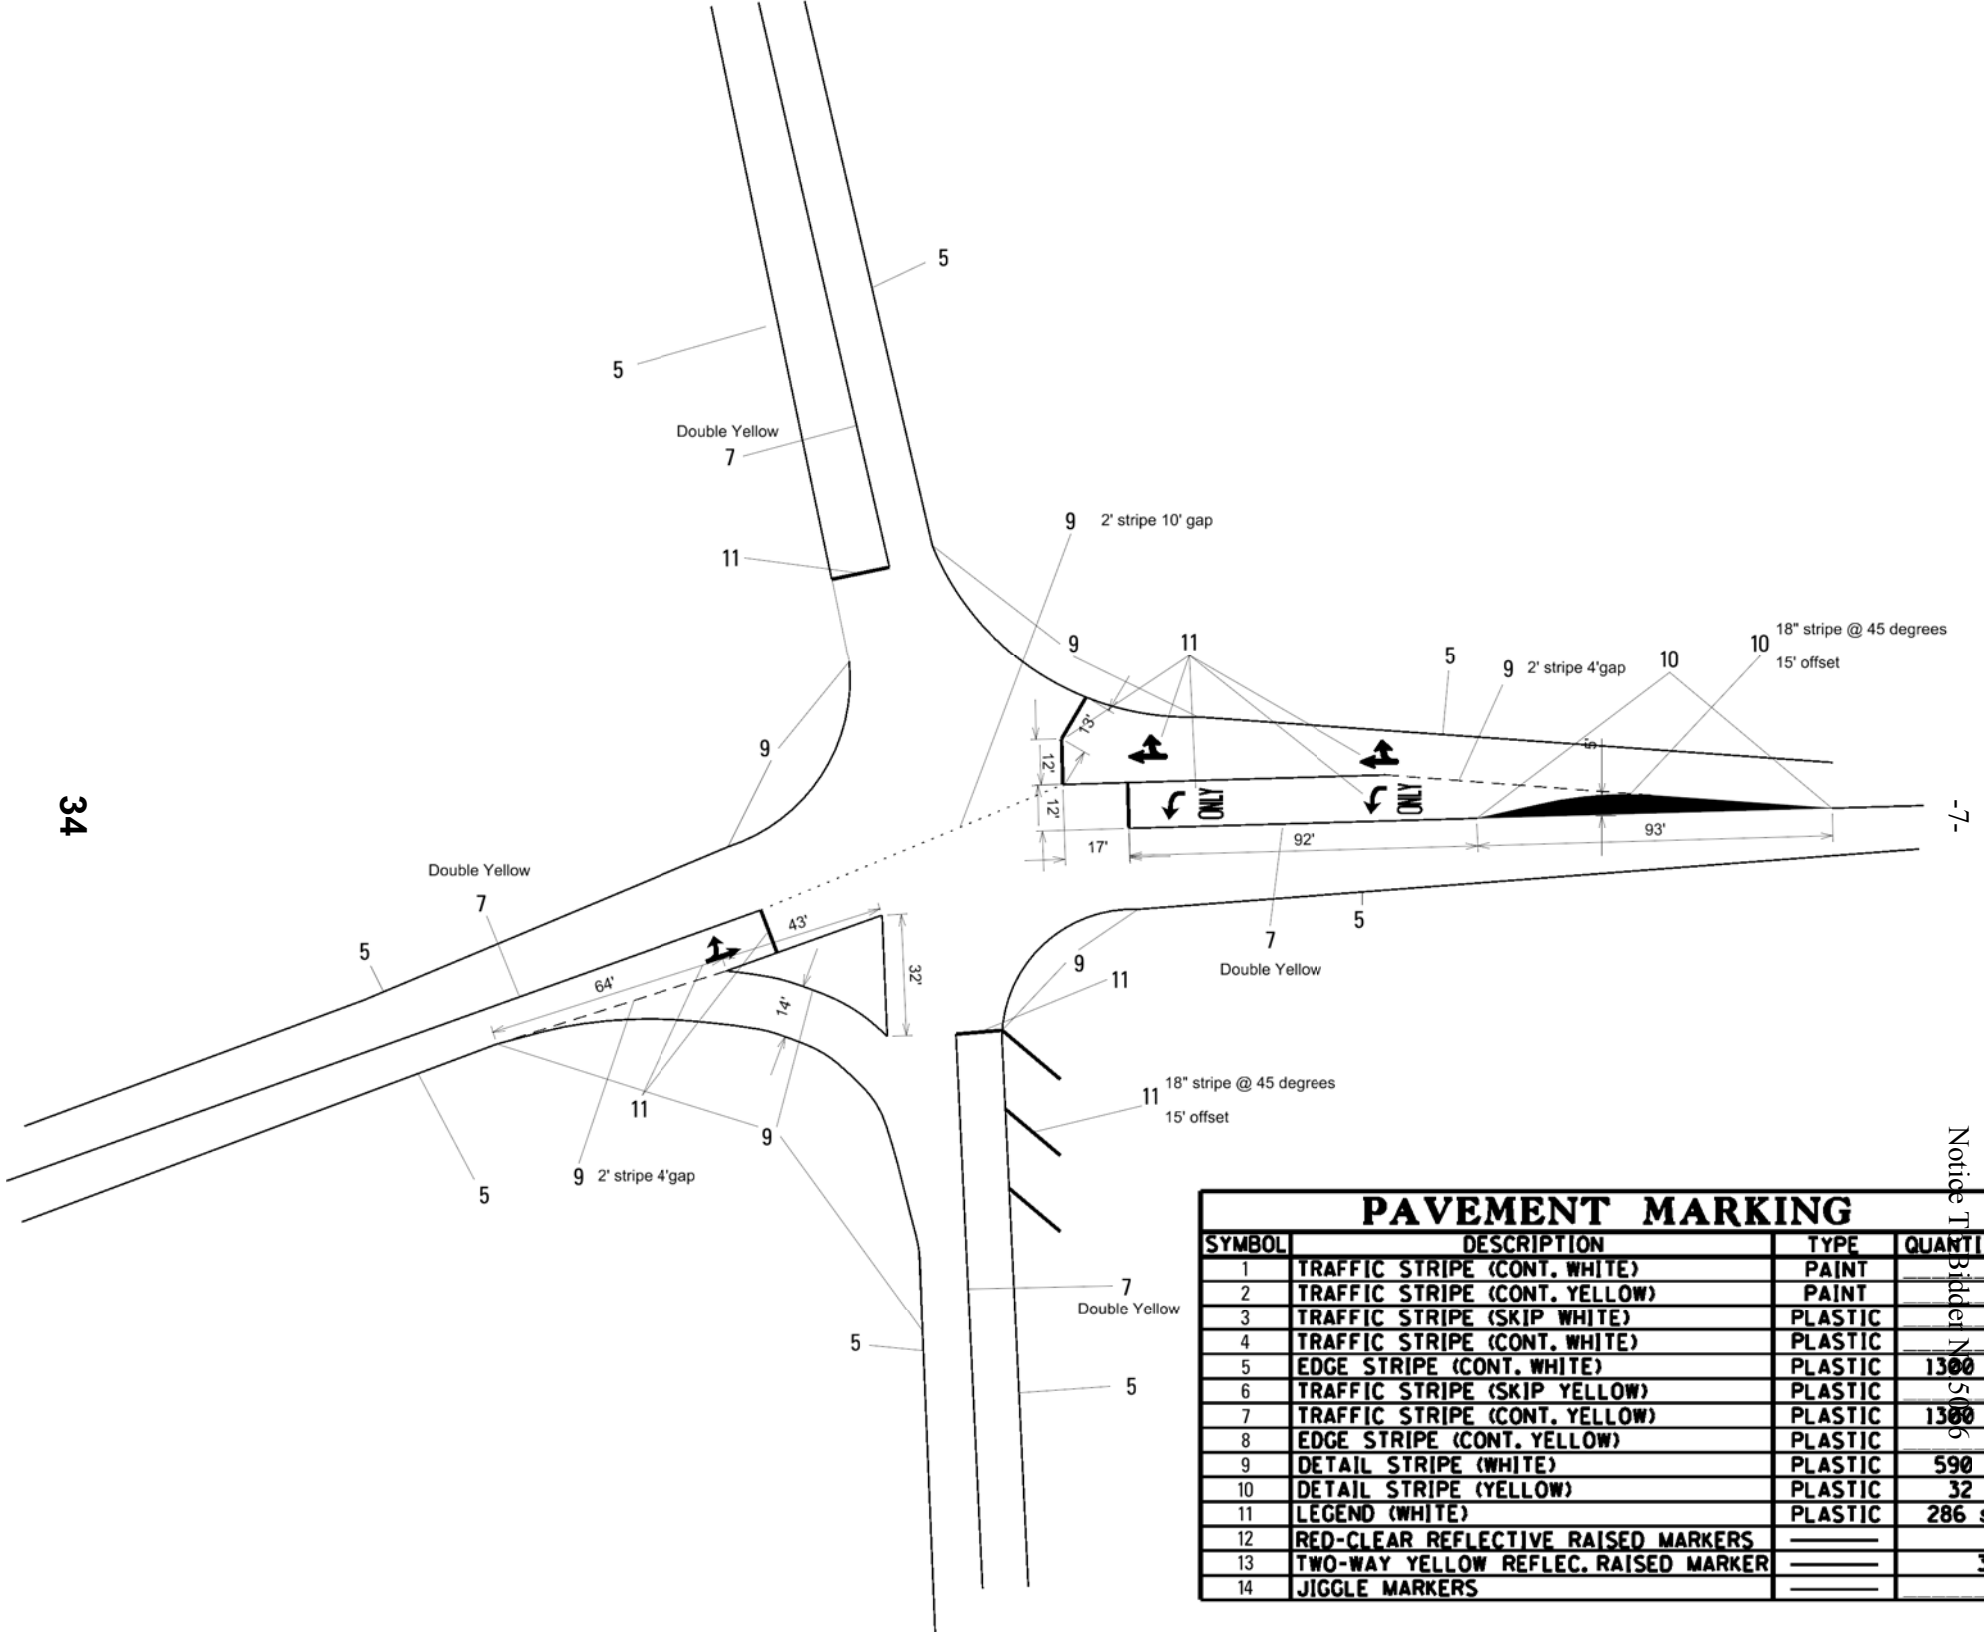 5
5
Double Yellow
7
9 2' stripe 10' gap
11
9
11
5
9 2' stripe 4'gap
10
10 18" stripe @ 45 degrees
15' offset
13'
5'
12'
12'
ONLY
ONLY
17'
92'
93'
9
34
-7-
Double Yellow
7
5
43'
32'
64'
14'
9
11
5
7
Double Yellow
11
9
9 2' stripe 4'gap
5
11 18" stripe @ 45 degrees
15' offset
7
Double Yellow
5
5
PAVEMENT MARKING
SYMBOL DESCRIPTION TYPE
1 TRAFFIC STRIPE (CONT. WHITE) PAINT
2 TRAFFIC STRIPE (CONT. YELLOW) PAINT
3 TRAFFIC STRIPE (SKIP WHITE) PLASTIC
4 TRAFFIC STRIPE (CONT. WHITE) PLASTIC
5 EDGE STRIPE (CONT. WHITE) PLASTIC 1300
6 TRAFFIC STRIPE (SKIP YELLOW) PLASTIC
7 TRAFFIC STRIPE (CONT. YELLOW) PLASTIC 1300
8 EDGE STRIPE (CONT. YELLOW) PLASTIC
9 DETAIL STRIPE (WHITE) PLASTIC 590
10 DETAIL STRIPE (YELLOW) PLASTIC 32
11 LEGEND (WHITE) PLASTIC 286
12 RED-CLEAR REFLECTIVE RAISED MARKERS
13 TWO-WAY YELLOW REFLEC. RAISED MARKER
14 JIGGLE MARKERS
Notice To Bidder